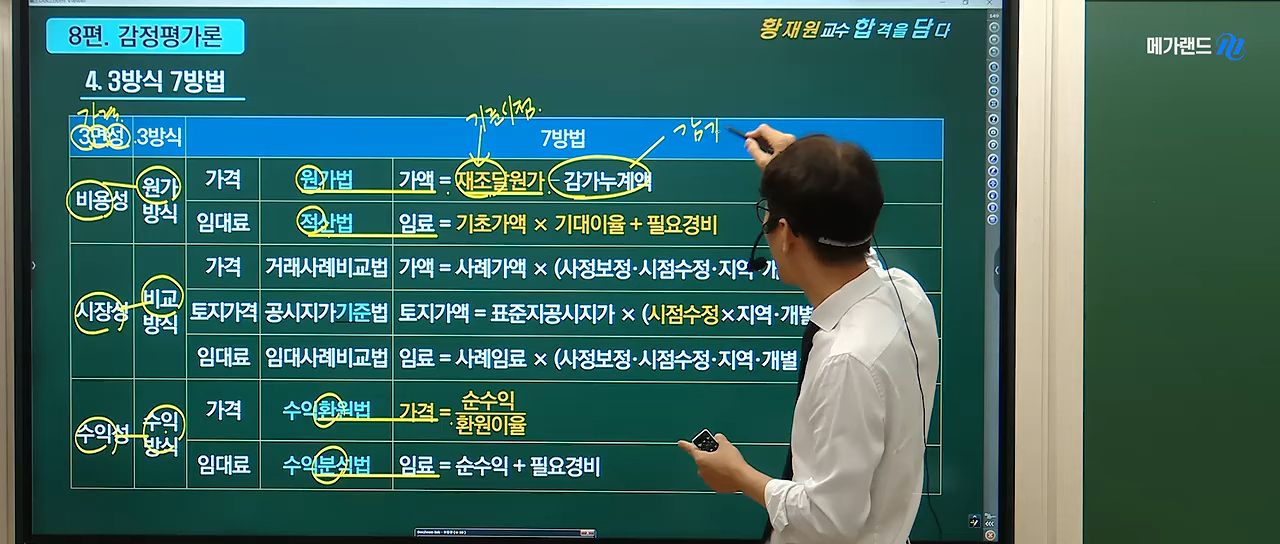 8편. 감정평가론
황재원 교수 합격을 담다
메가랜드
4. 3방식 7방법
가격
기준시점.
감가
3면성 3방식 7방법
비용성 원가방식 가격 원가법 가액 = 재조달원가 - 감가누계액
임대료 적산법 임료 = 기초가액 × 기대이율 + 필요경비
시장성 비교방식 가격 거래사례비교법 가액 = 사례가액 × (사정보정·시점수정·지역·개
토지가격 공시지가기준법 토지가액 = 표준지공시지가 × (시점수정×지역·개별
임대료 임대사례비교법 임료 = 사례임료 × (사정보정·시점수정·지역·개별
수익성 수익방식 가격 수익환원법 가격 = 순수익
환원이율
임대료 수익분석법 임료 = 순수익 + 필요경비